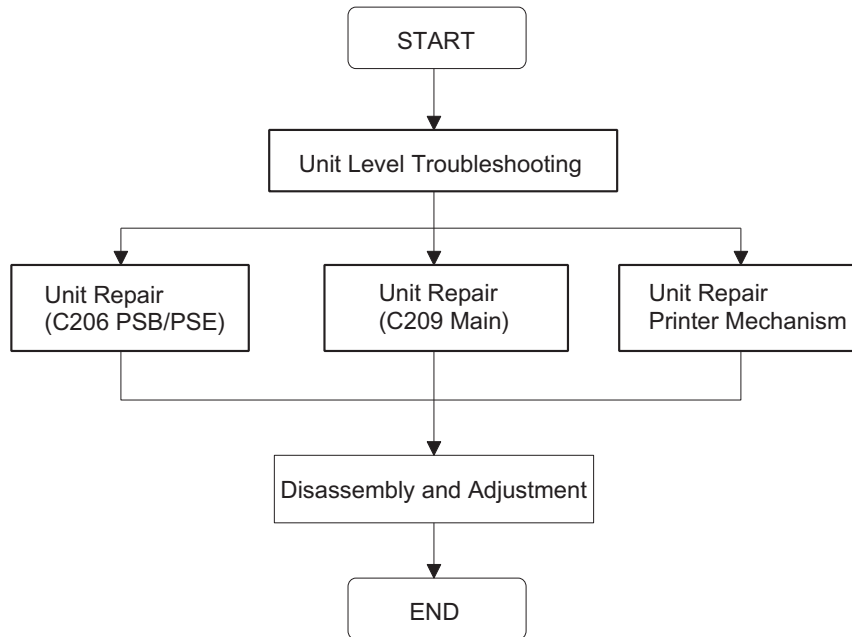 START
Unit Level Troubleshooting
Unit Repair
(C206 PSB/PSE)
Unit Repair
(C209 Main)
Unit Repair
Printer Mechanism
Disassembly and Adjustment
END